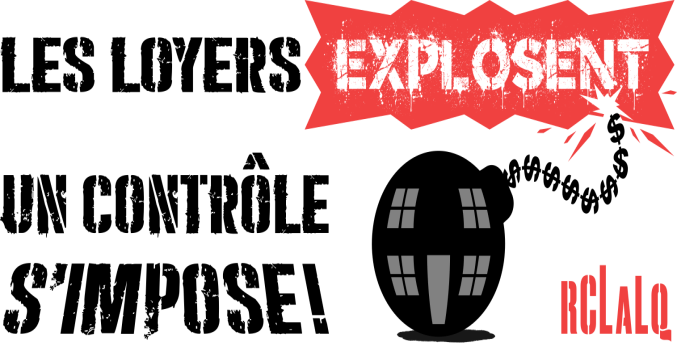 LES LOYERS EXPLOSENT
UN CONTRÔLE
S'IMPOSE!
$$$$$$$$$
RCLALQ